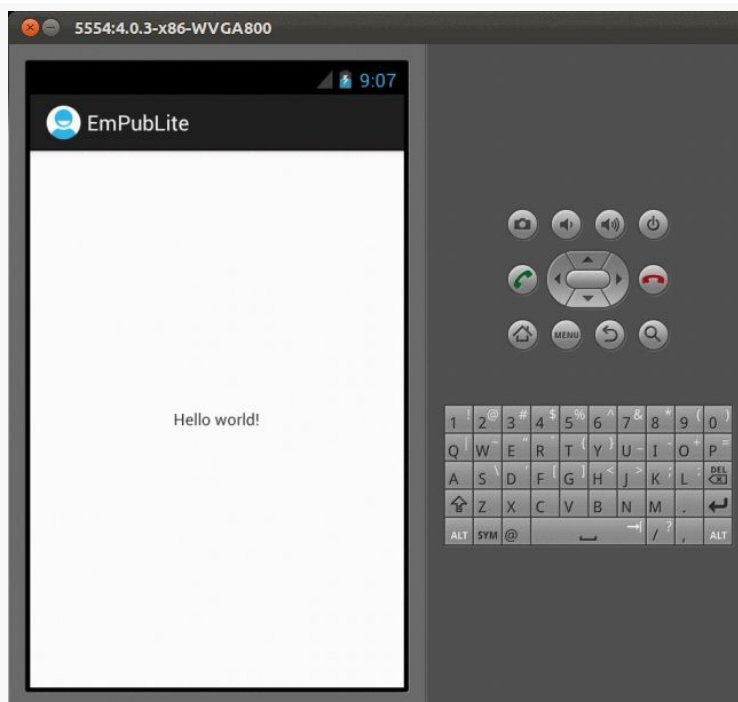 5554:4.0.3-x86-WVGA800
9:07
EmPubLite
Hello world!
MENU
1 ! 2 @ 3 # 4 $ 5 % 6 ^ 7 & 8 * 9 ( 0 )
Q | W ~ E " R ` T { Y } U _ I - O + P =
A S \ D ' F [ G ] H < J > K ; L : DEL
Z X C V B N M .
ALT SYM @ / ? , ALT